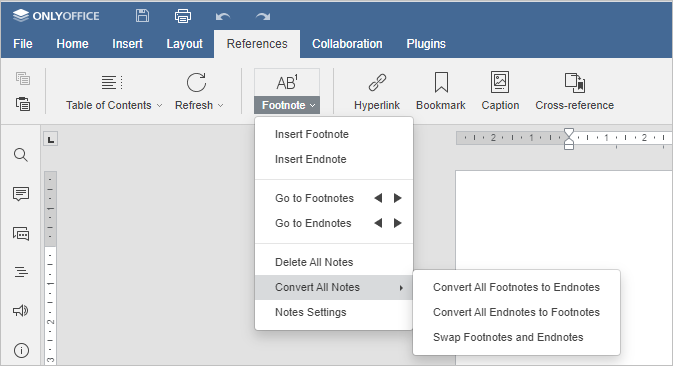 ONLYOFFICE
File Home Insert Layout References Collaboration Plugins
AB1
Table of Contents Refresh Footnote Hyperlink Bookmark Caption Cross-reference
Insert Footnote
Insert Endnote
Go to Footnotes
Go to Endnotes
Delete All Notes
Convert All Notes
Notes Settings
Convert All Footnotes to Endnotes
Convert All Endnotes to Footnotes
Swap Footnotes and Endnotes
L
2 1 1 2
1 1 2 3